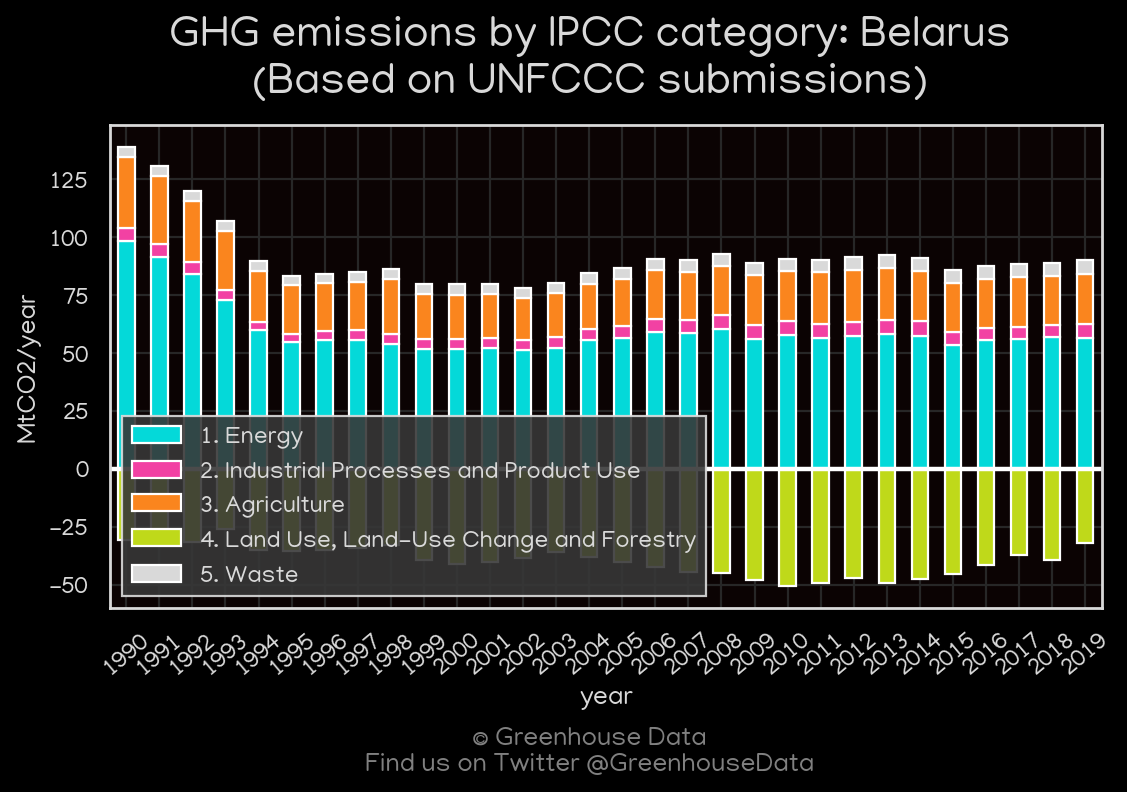 GHG emissions by IPCC category: Belarus
(Based on UNFCCC submissions)
MtCO2/year
125
100
75
50
25
0
−25
−50
1. Energy
2. Industrial Processes and Product Use
3. Agriculture
4. Land Use, Land-Use Change and Forestry
5. Waste
1990 1991 1992 1993 1994 1995 1996 1997 1998 1999 2000 2001 2002 2003 2004 2005 2006 2007 2008 2009 2010 2011 2012 2013 2014 2015 2016 2017 2018 2019
year
© Greenhouse Data
Find us on Twitter @GreenhouseData